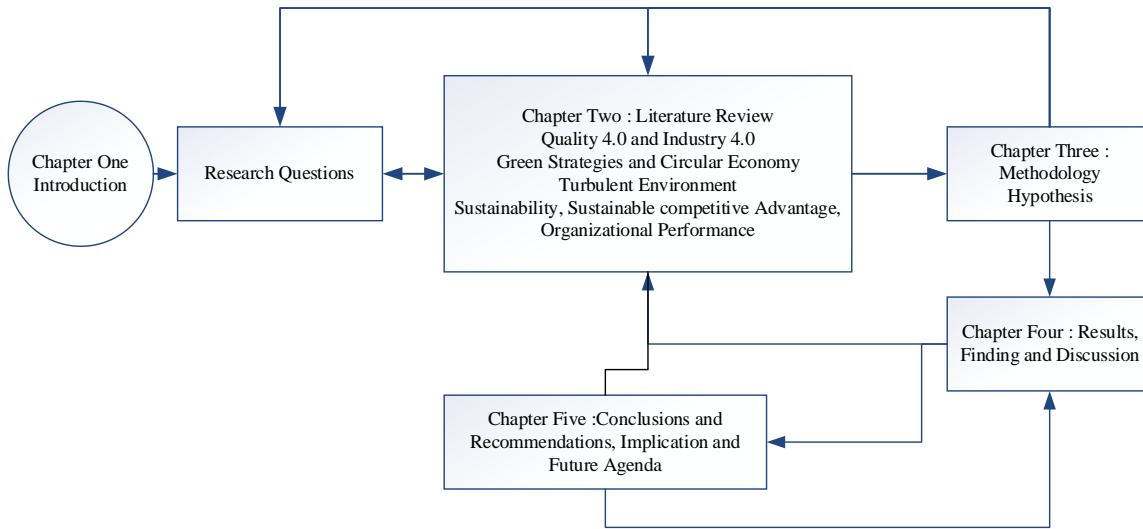 Chapter One
Introduction
Research Questions
Chapter Two : Literature Review
Quality 4.0 and Industry 4.0
Green Strategies and Circular Economy
Turbulent Environment
Sustainability, Sustainable competitive Advantage,
Organizational Performance
Chapter Three :
Methodology
Hypothesis
Chapter Four : Results,
Finding and Discussion
Chapter Five :Conclusions and
Recommendations, Implication and
Future Agenda